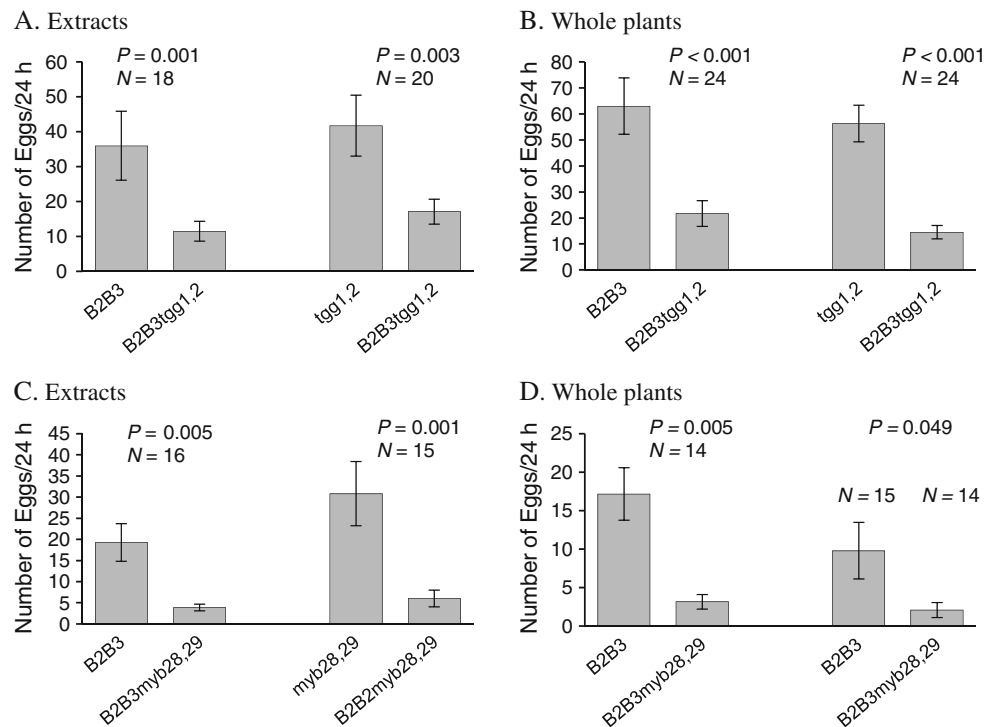 A. Extracts
Number of Eggs/24 h
60
50
40
30
20
10
0
P = 0.001
N = 18
P = 0.003
N = 20
B2B3
B2B3tgg1,2
tgg1,2
B2B3tgg1,2
B. Whole plants
Number of Eggs/24 h
80
70
60
50
40
30
20
10
0
P < 0.001
N = 24
P < 0.001
N = 24
B2B3
B2B3tgg1,2
tgg1,2
B2B3tgg1,2
C. Extracts
Number of Eggs/24 h
45
40
35
30
25
20
15
10
5
0
P = 0.005
N = 16
P = 0.001
N = 15
B2B3
B2B3myb28,29
myb28,29
B2B2myb28,29
D. Whole plants
Number of Eggs/24 h
25
20
15
10
5
0
P = 0.005
N = 14
P = 0.049
N = 15
N = 14
B2B3
B2B3myb28,29
B2B3
B2B3myb28,29